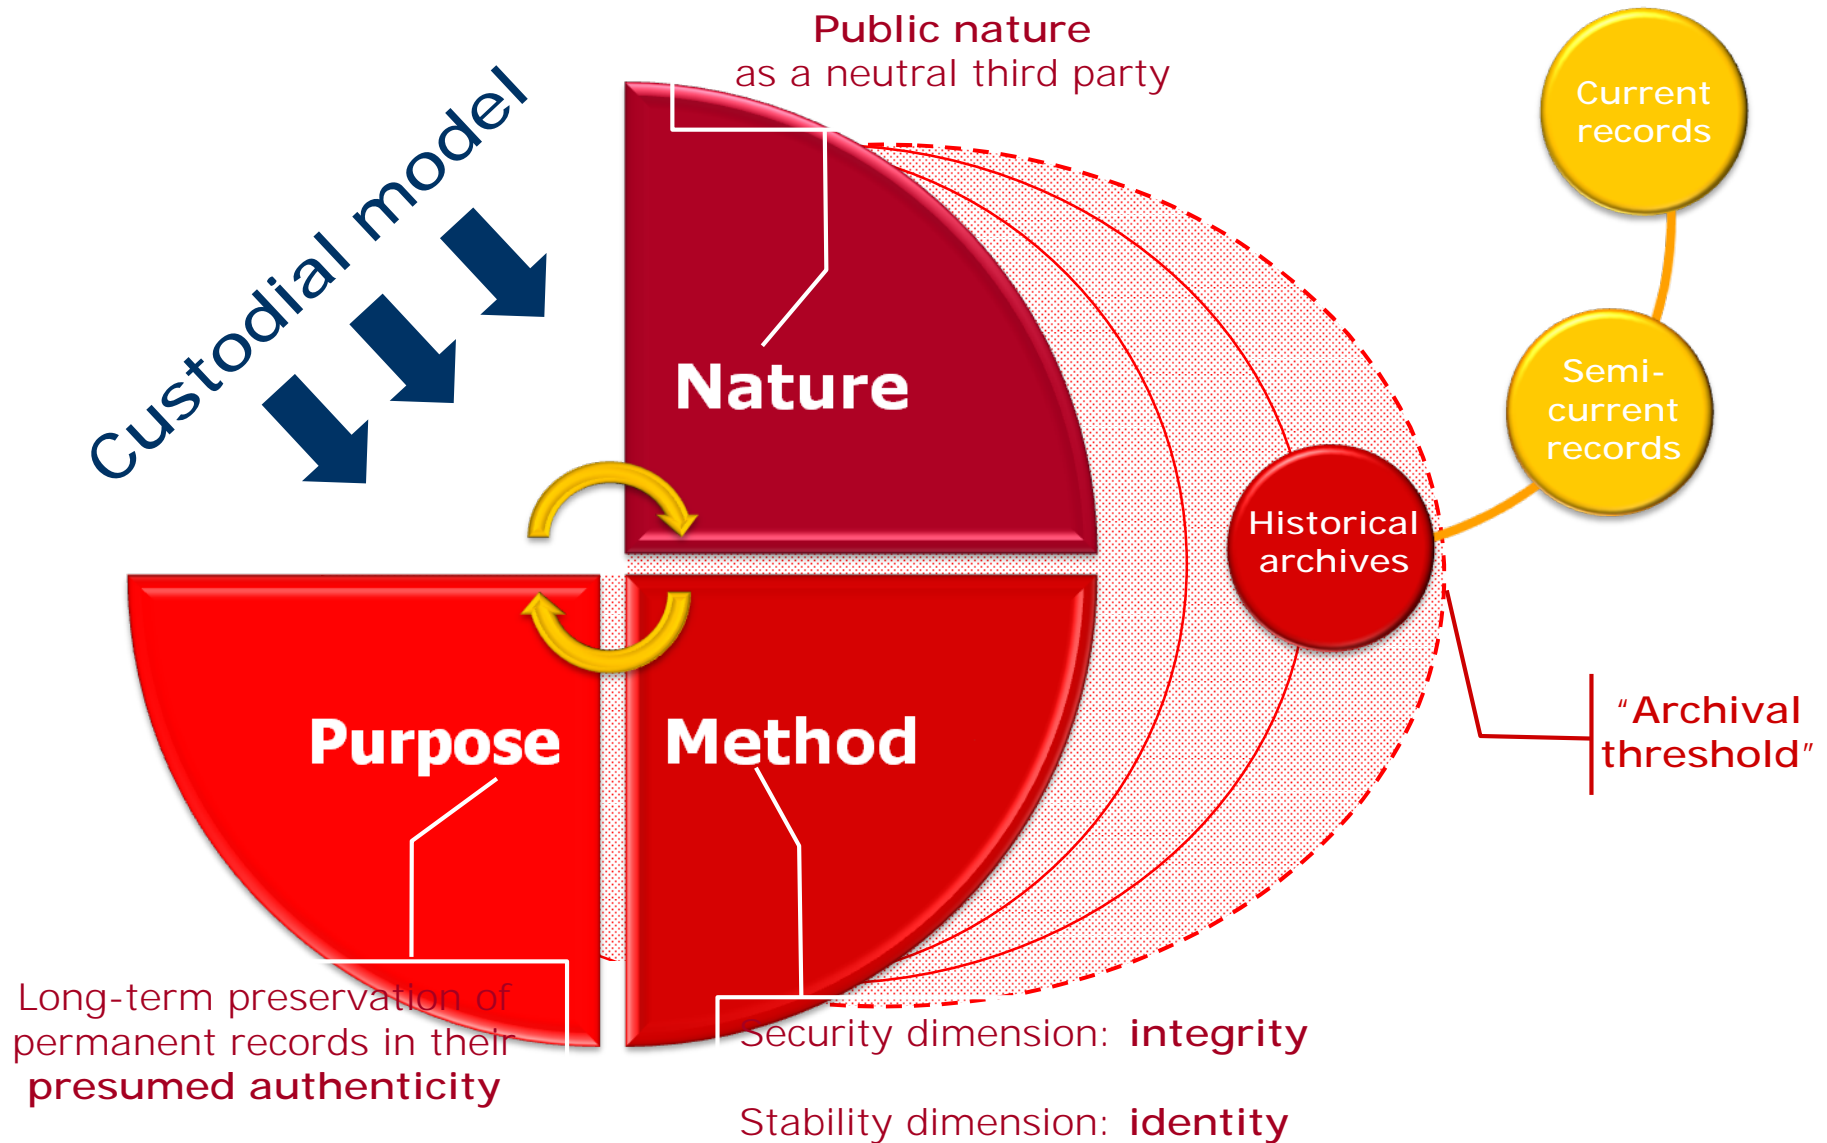 Public nature
as a neutral third party
Custodial model
Current
records
Nature
Semi-
current
records
Historical
archives
Purpose
Method
"Archival
threshold"
Long-term preservation of
permanent records in their
presumed authenticity
Security dimension: integrity
Stability dimension: identity